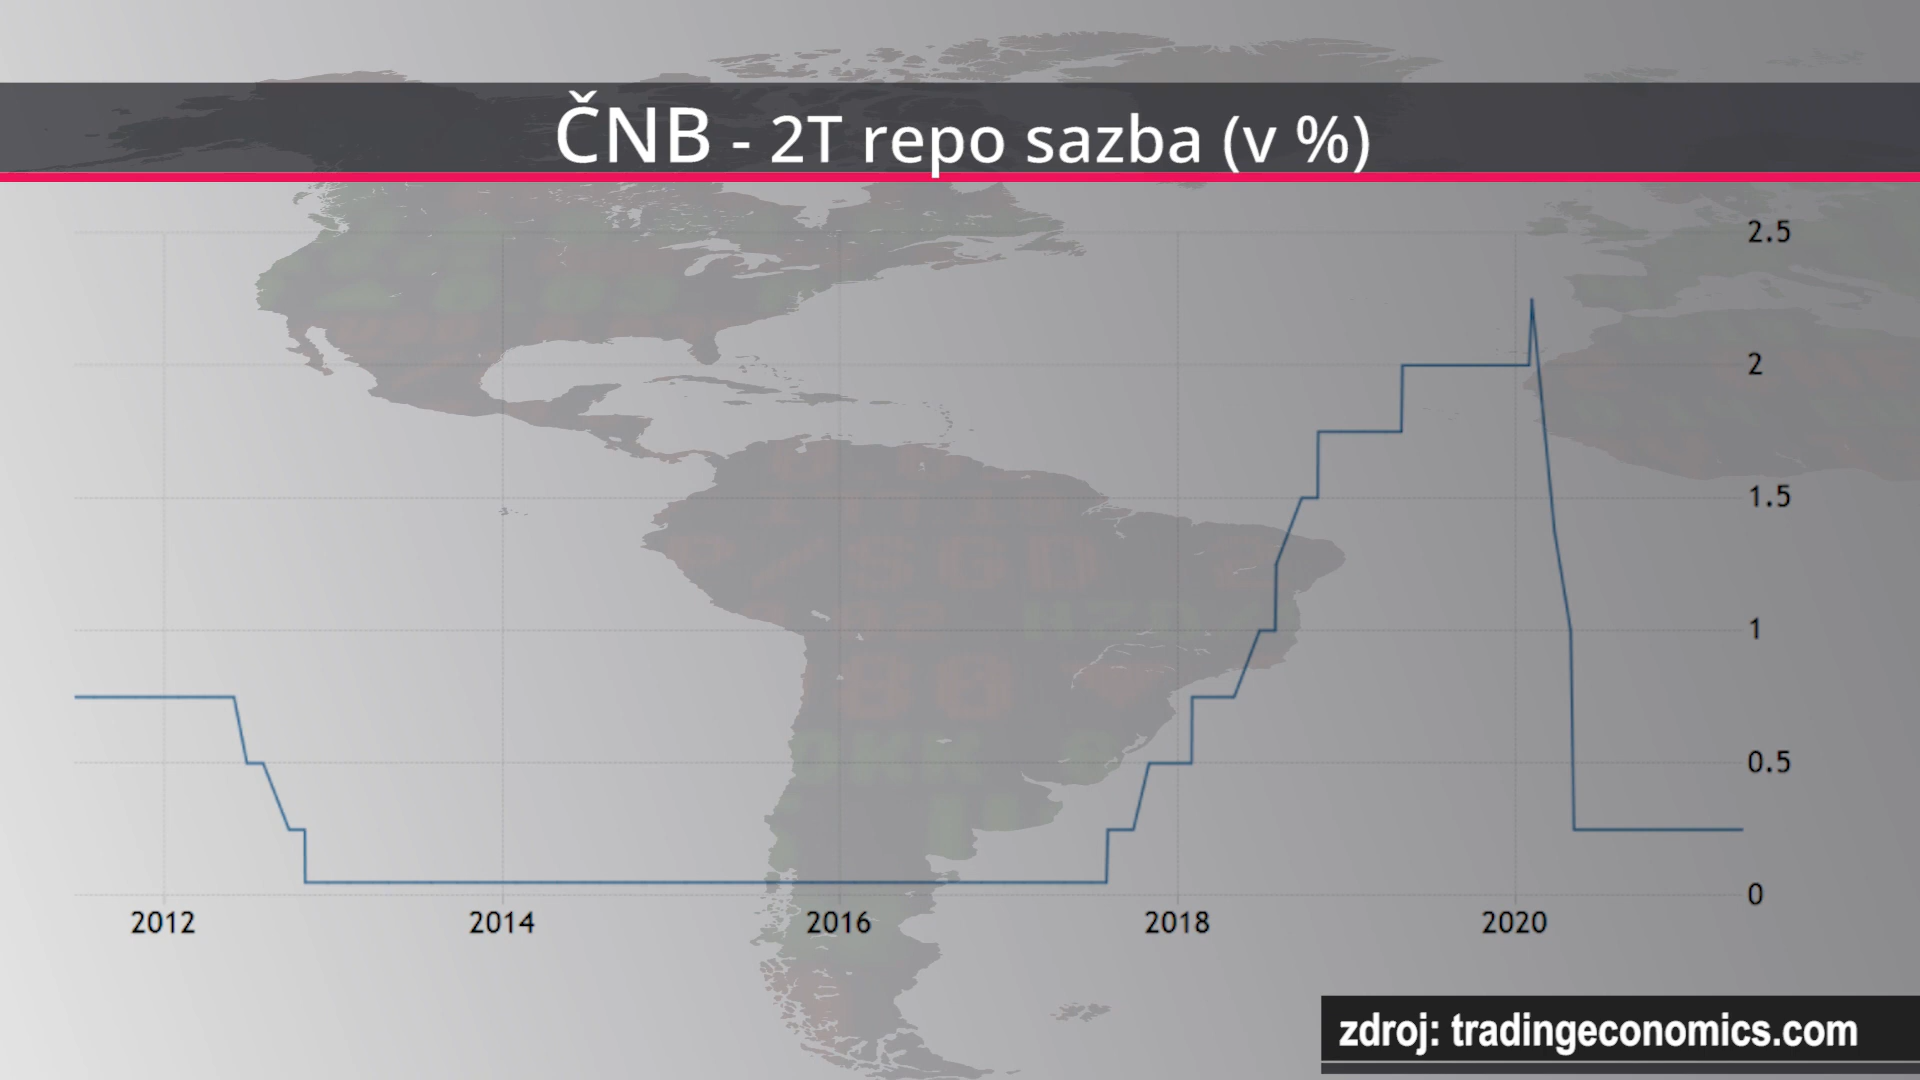 ČNB - 2T repo sazba (v %)
2.5
2
1.5
1
0.5
0
2012 2014 2016 2018 2020
zdroj: tradingeconomics.com